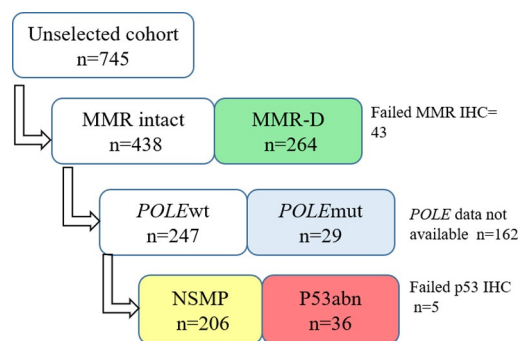 Unselected cohort
n=745
MMR intact
n=438
MMR-D
n=264
Failed MMR IHC=
43
POLEwt
n=247
POLEmut
n=29
POLE data not
available n=162
NSMP
n=206
P53abn
n=36
Failed p53 IHC
n=5